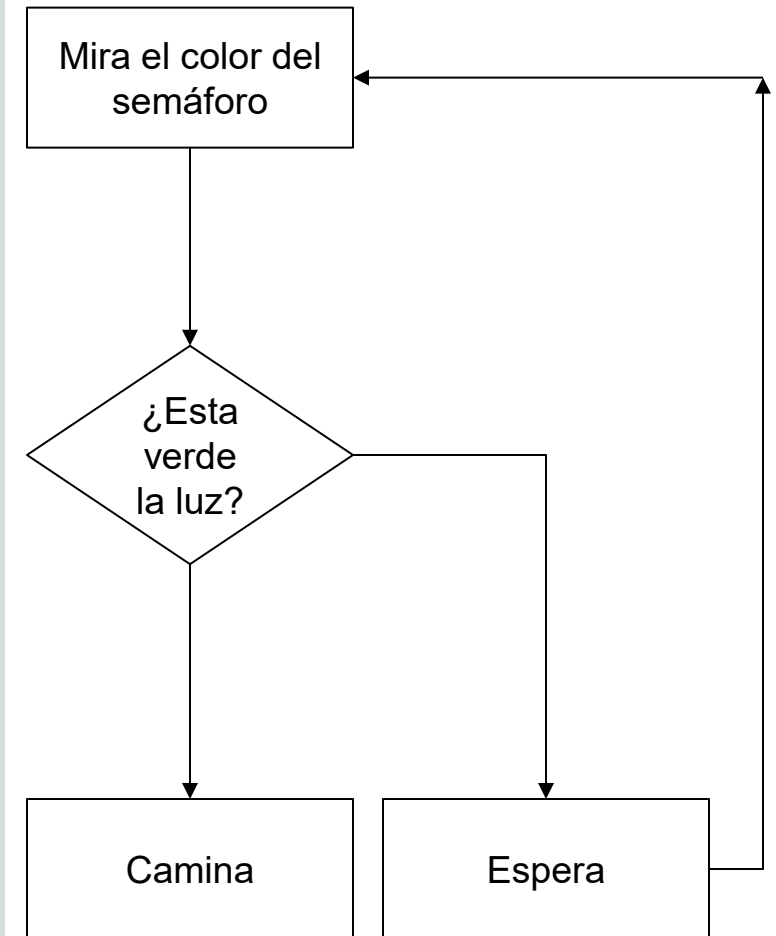 Mira el color del
semáforo
¿Esta
verde
la luz?
Camina
Espera